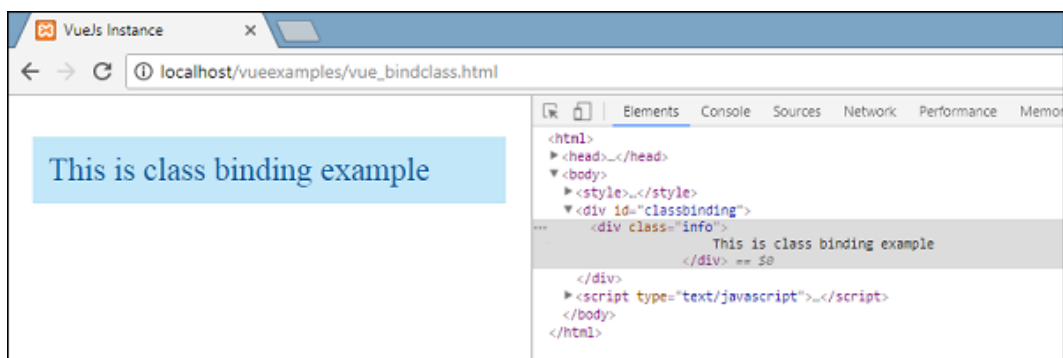 VueJs Instance
localhost/vueexamples/vue_bindclass.html
This is class binding example
Elements Console Sources Network Performance Memor
<html>
<head>…</head>
<body>
<style>…</style>
<div id="classbinding">
<div class="info">
This is class binding example
</div> == $0
</div>
<script type="text/javascript">…</script>
</body>
</html>